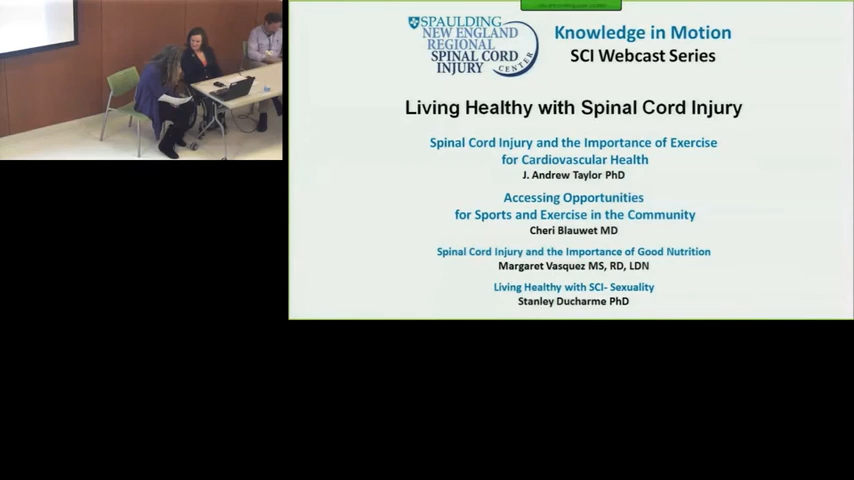 SPAULDING
NEW ENGLAND
REGIONAL
SPINAL CORD
INJURY
CENTER
Knowledge in Motion
SCI Webcast Series
Living Healthy with Spinal Cord Injury
Spinal Cord Injury and the Importance of Exercise
for Cardiovascular Health
J. Andrew Taylor PhD
Accessing Opportunities
for Sports and Exercise in the Community
Cheri Blauwet MD
Spinal Cord Injury and the Importance of Good Nutrition
Margaret Vasquez MS, RD, LDN
Living Healthy with SCI- Sexuality
Stanley Ducharme PhD